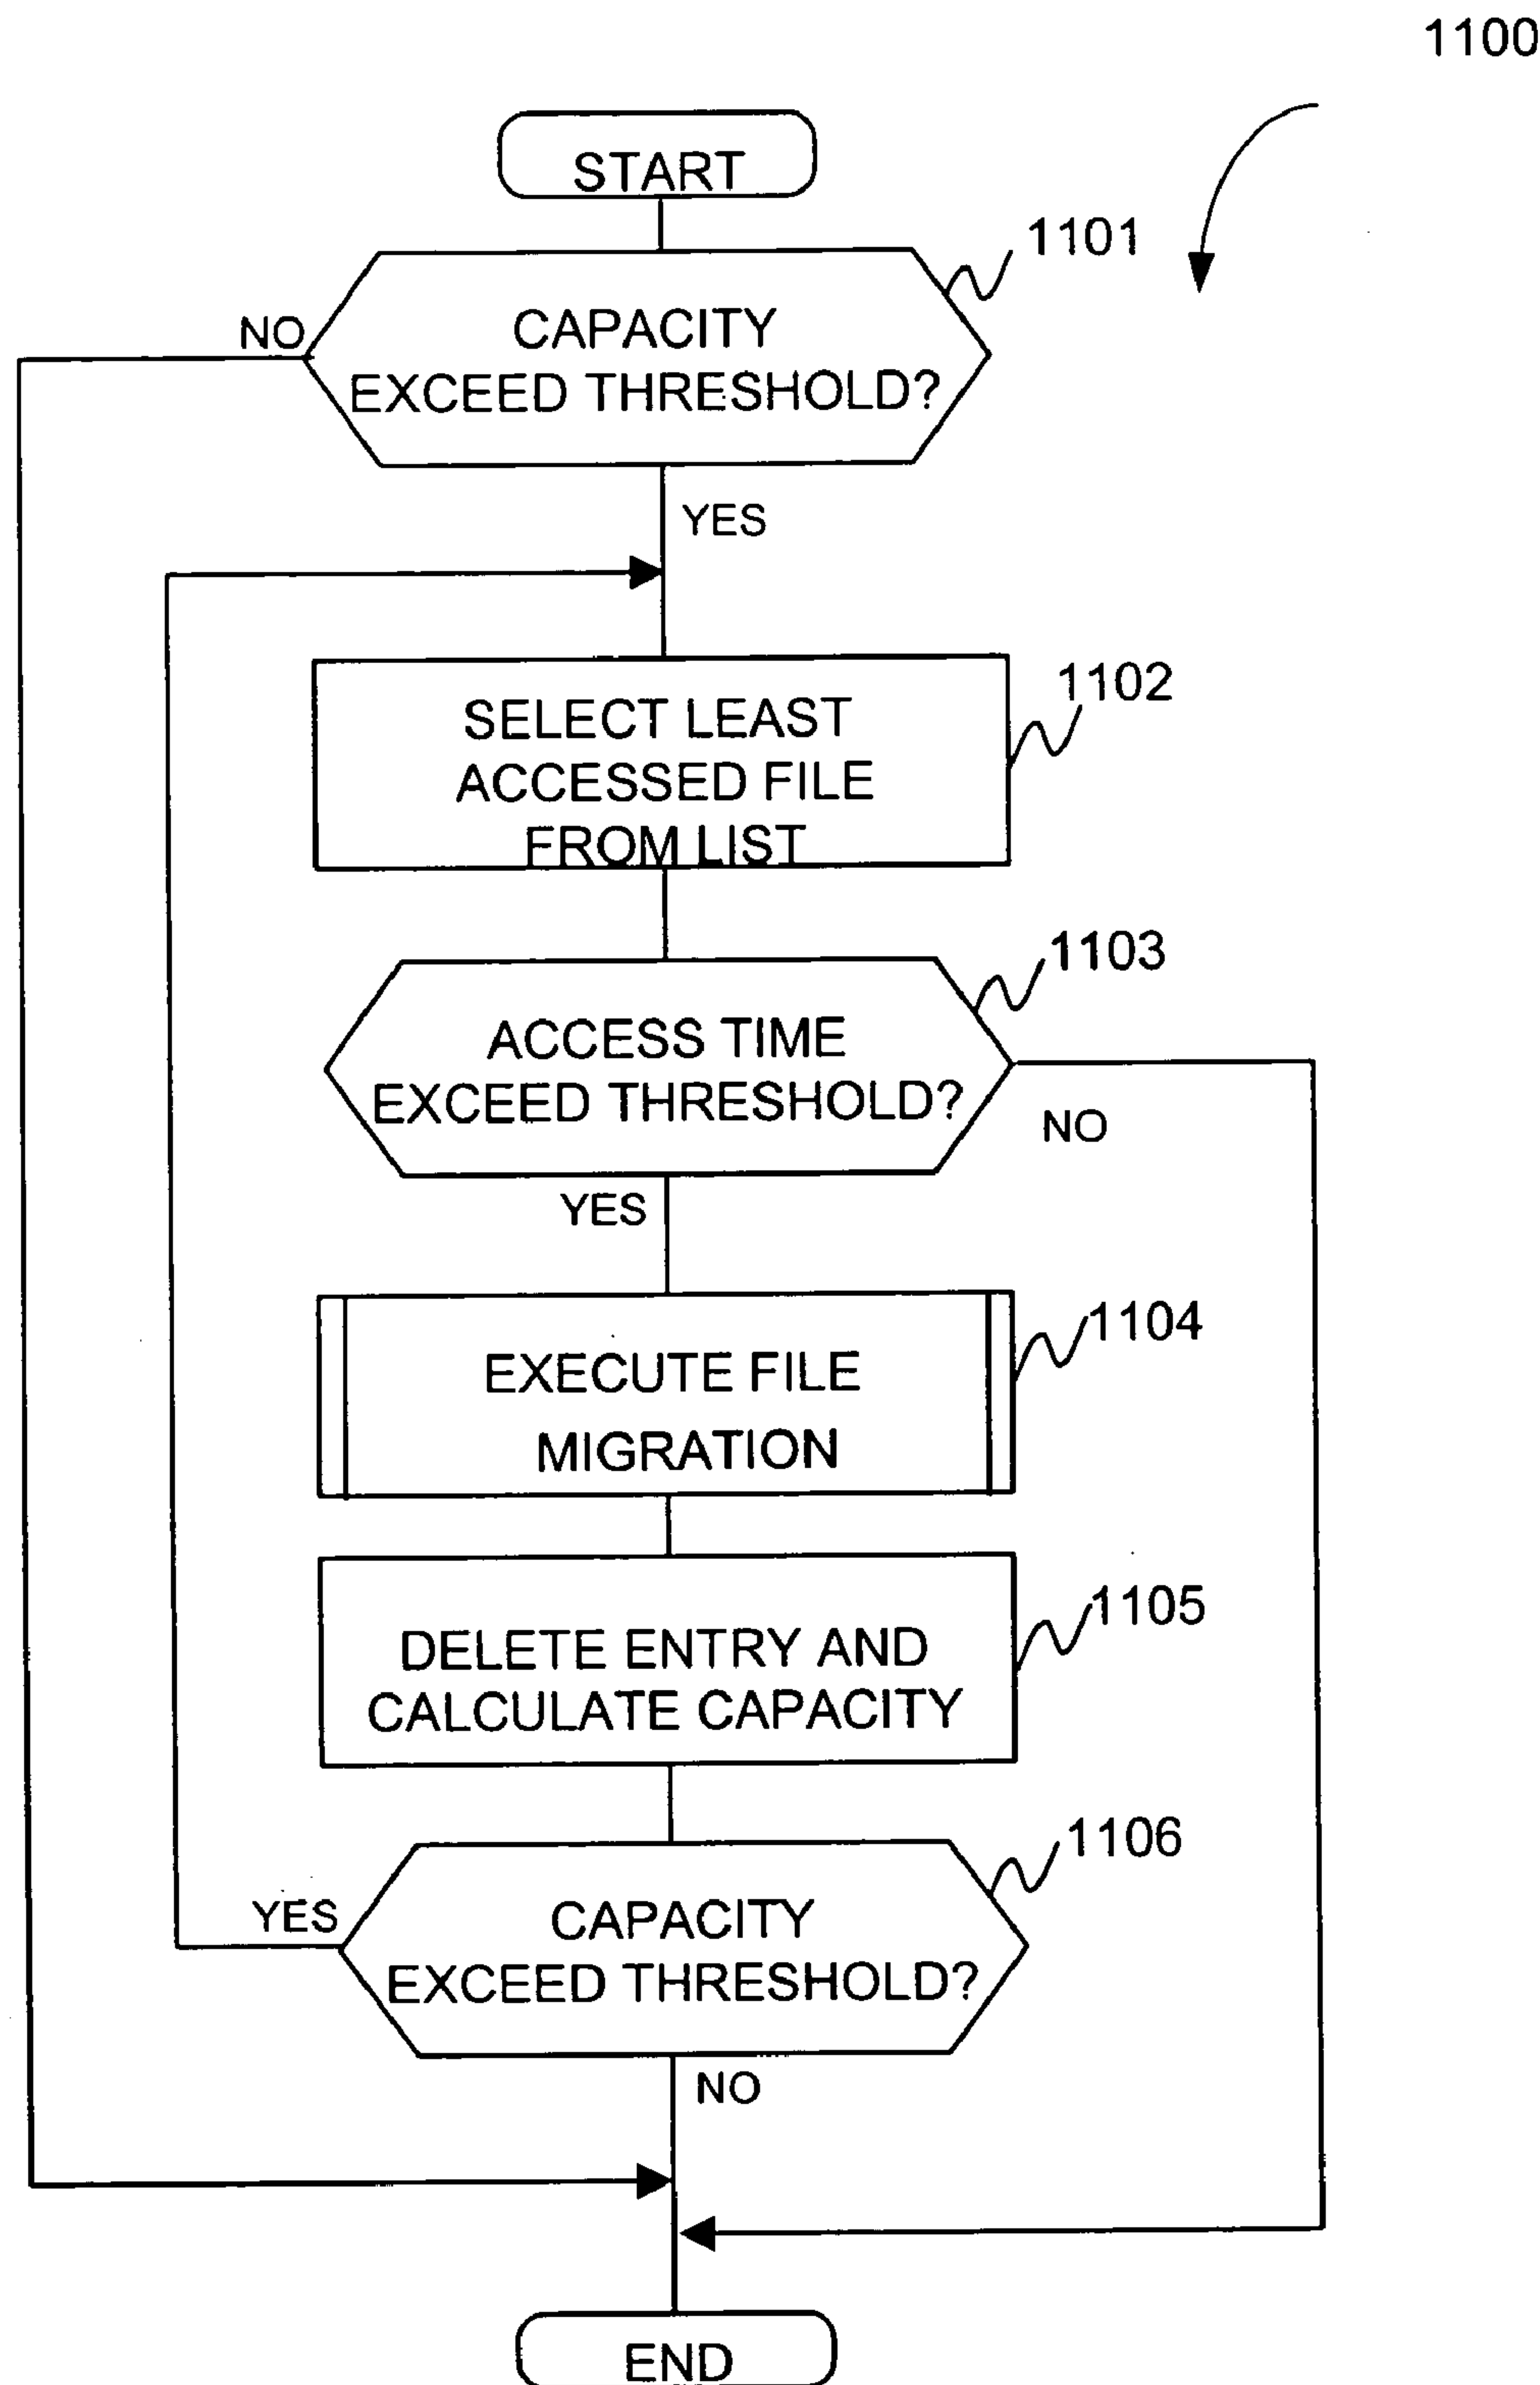 1100
START
1101
NO
CAPACITY
EXCEED THRESHOLD?
YES
1102
SELECT LEAST
ACCESSED FILE
FROM LIST
1103
ACCESS TIME
EXCEED THRESHOLD?
NO
YES
1104
EXECUTE FILE
MIGRATION
1105
DELETE ENTRY AND
CALCULATE CAPACITY
1106
YES
CAPACITY
EXCEED THRESHOLD?
NO
END